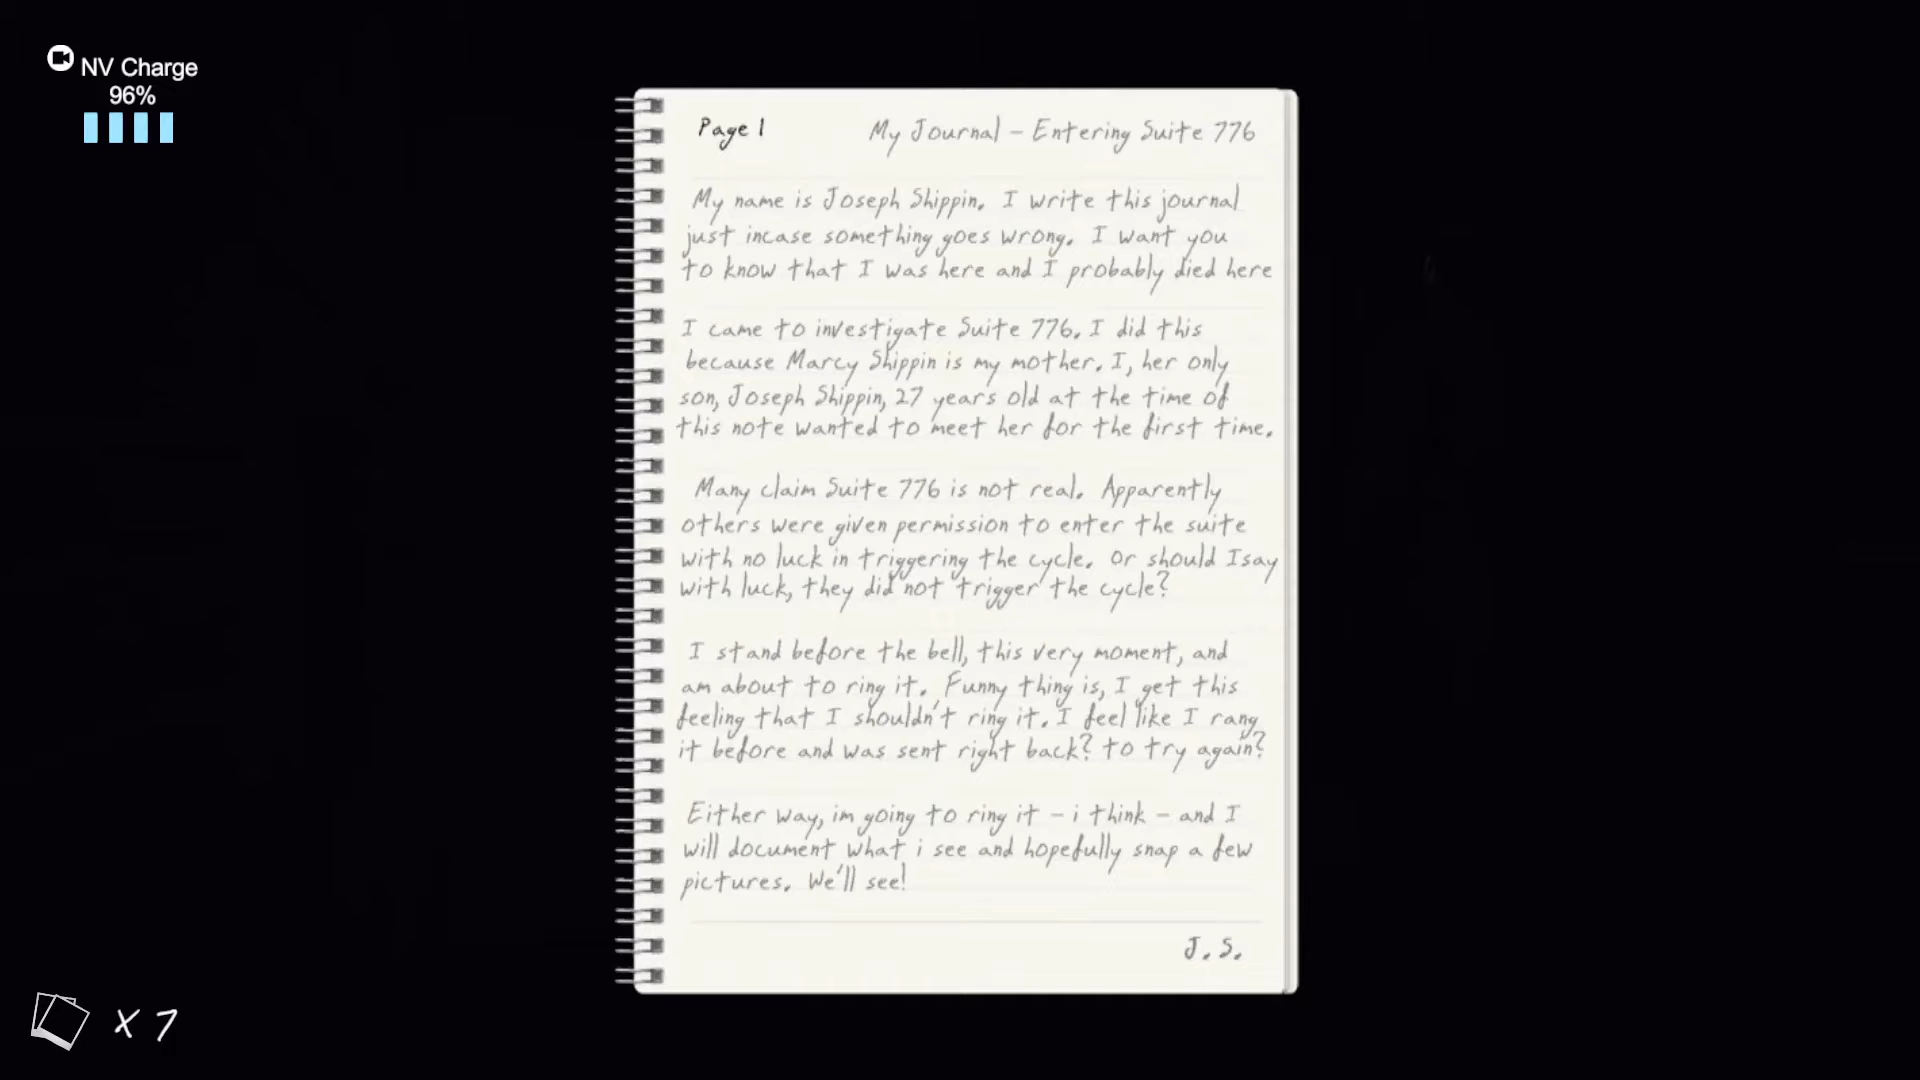 NV Charge
96%
Page 1
My Journal - Entering Suite 776
My name is Joseph Shippin. I write this journal
just incase something goes wrong. I want you
to know that I was here and I probably died here
I came to investigate Suite 776. I did this
because Marcy Shippin is my mother. I, her only
son, Joseph Shippin, 27 years old at the time of
this note wanted to meet her for the first time.
Many claim Suite 776 is not real. Apparently
others were given permission to enter the suite
with no luck in triggering the cycle. Or should I say
with luck, they did not trigger the cycle?
I stand before the bell, this very moment, and
am about to ring it. Funny thing is, I get this
feeling that I shouldn't ring it. I feel like I rang
it before and was sent right back? to try again?
Either way, im going to ring it - i think - and I
will document what i see and hopefully snap a few
pictures. We'll see!
J. S.
X 7